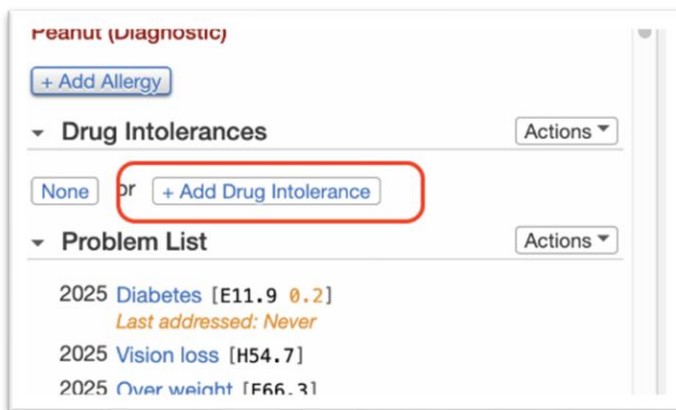 Peanut (Diagnostic)
+ Add Allergy
Drug Intolerances Actions
None or + Add Drug Intolerance
Problem List Actions
2025 Diabetes [E11.9 0.2]
Last addressed: Never
2025 Vision loss [H54.7]
2025 Over weight [E66.3]